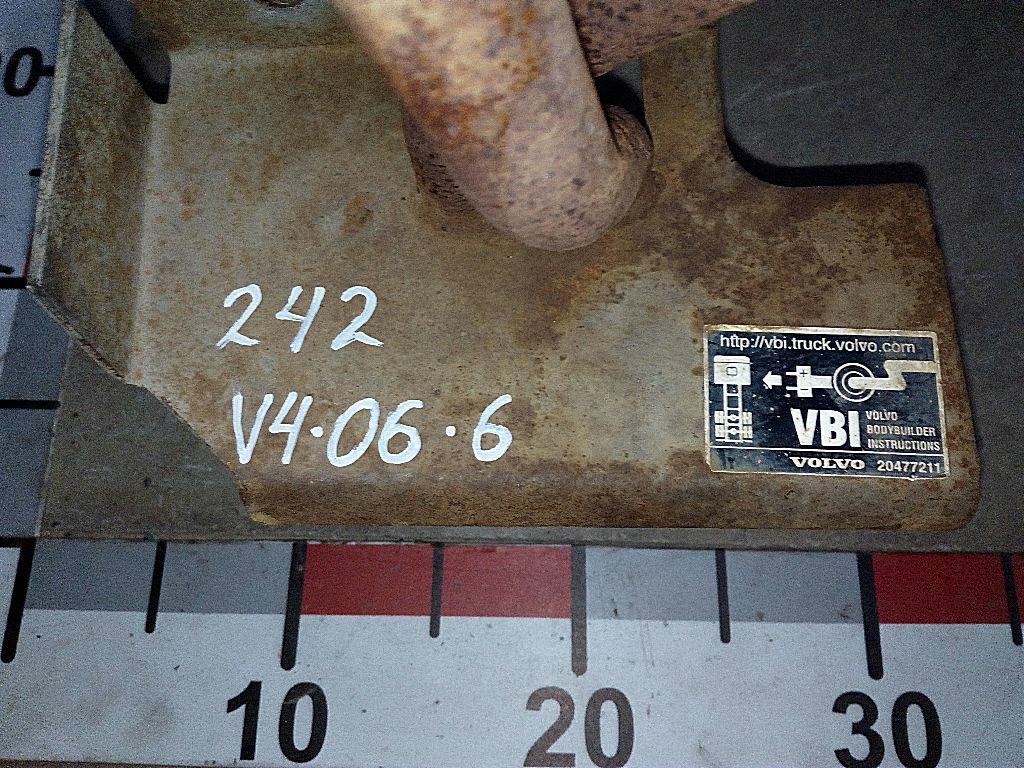 242
V4·06·6
http://vbi.truck.volvo.com
VBI
VOLVO
BODYBUILDER
INSTRUCTIONS
VOLVO 20477211
10
20
30